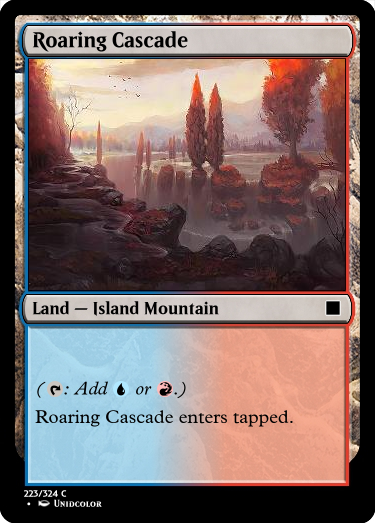 Roaring Cascade
Land — Island Mountain
( : Add or .)
Roaring Cascade enters tapped.
223/324 C
• Unidcolor